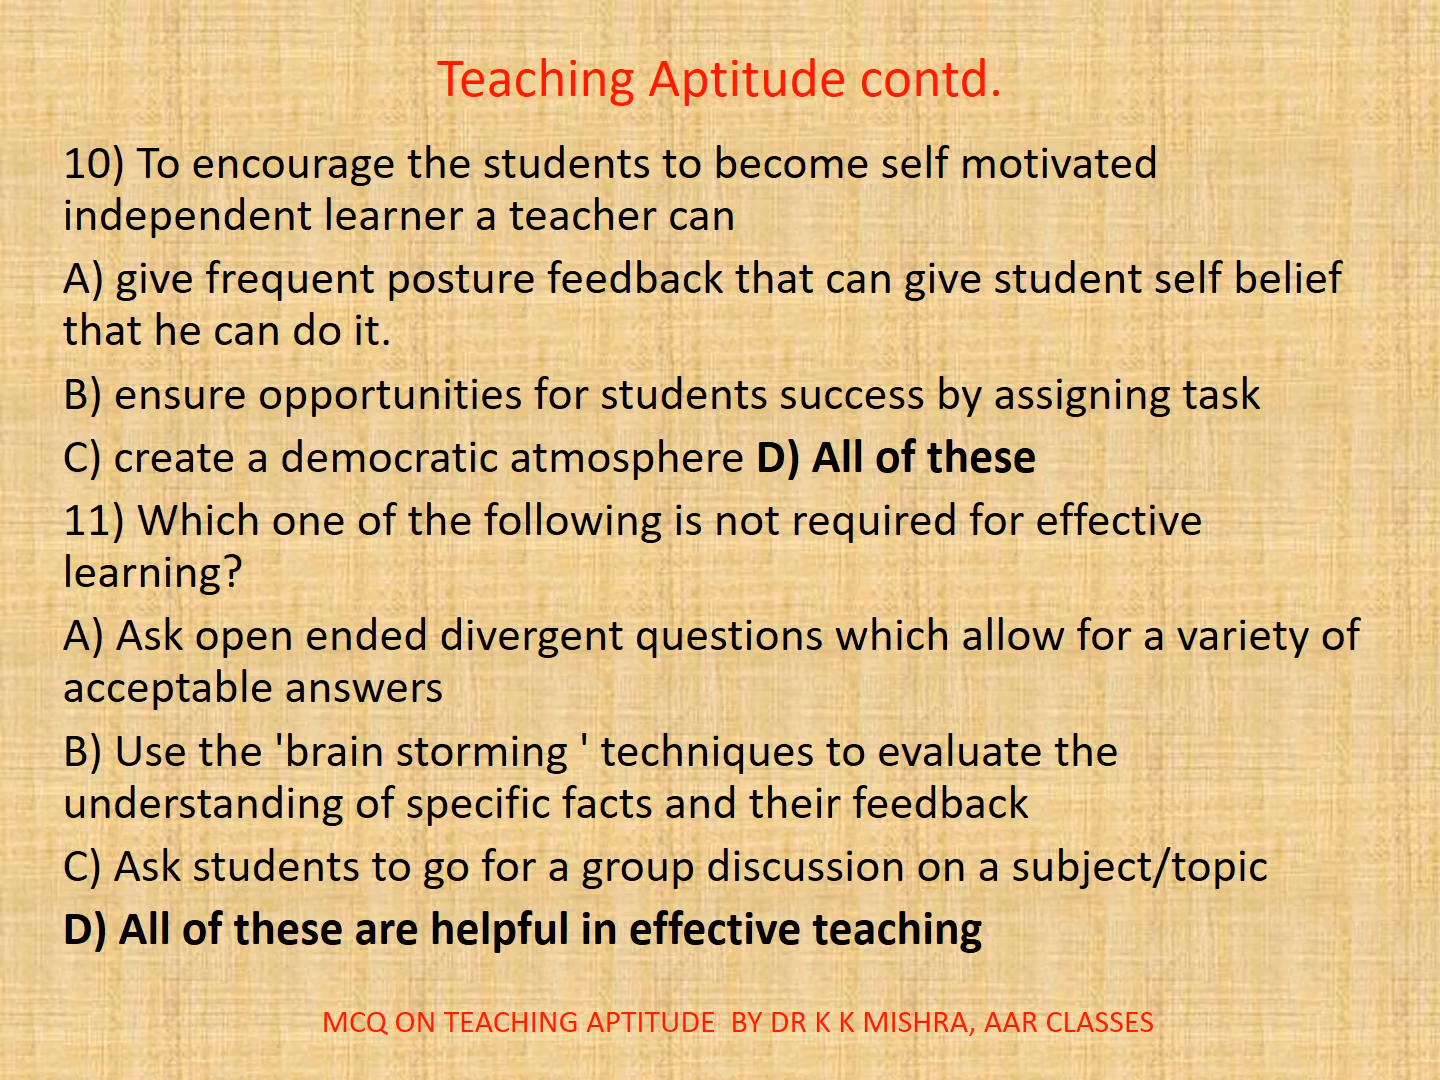 Teaching Aptitude contd.
10) To encourage the students to become self motivated
independent learner a teacher can
A) give frequent posture feedback that can give student self belief
that he can do it.
B) ensure opportunities for students success by assigning task
C) create a democratic atmosphere D) All of these
11) Which one of the following is not required for effective
learning?
A) Ask open ended divergent questions which allow for a variety of
acceptable answers
B) Use the 'brain storming ' techniques to evaluate the
understanding of specific facts and their feedback
C) Ask students to go for a group discussion on a subject/topic
D) All of these are helpful in effective teaching
MCQ ON TEACHING APTITUDE  BY DR K K MISHRA, AAR CLASSES